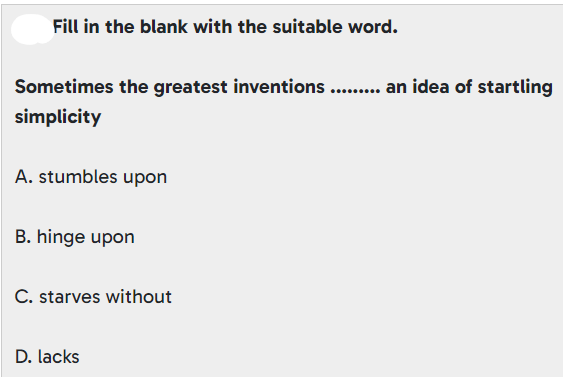 Fill in the blank with the suitable word.
Sometimes the greatest inventions ......... an idea of startling
simplicity
A. stumbles upon
B. hinge upon
C. starves without
D. lacks